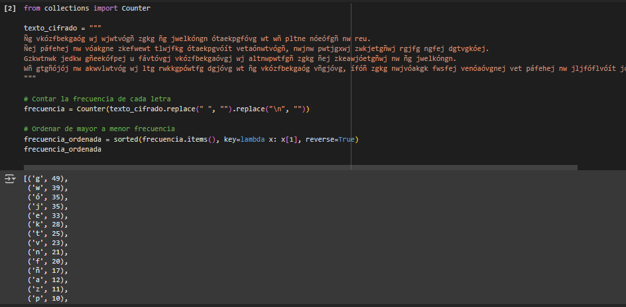 [2]
from collections import Counter
texto_cifrado = """
Ñg vkózfbekgaóg wj wjwtvógñ zgkg ñg jwelkóngn ótaekpgfóvg wt wñ pltne nóeófgñ nw reu.
Ñej páfehej nw vóakgne zkefwewt tlwjfkg ótaekpgvóít vetaónwtvógñ, nwjnw pwtjgxwj zwkjetgñwj rgjfg ngfej dgtvgkóej.
Gzkwtnwk jedkw gñeekófpej u fávtóvgj vkózfbekgaóvgj wj altnwpwtfgñ zgkg ñej zkeawjóetgñwj nw ñg jwelkóngn.
Wñ gtgñójój nw akwvlwtvóg wj ltg rwkkgpówtfg dgjóvg wt ñg vkózfbekgaóg vñgjóvg, ífóñ zgkg nwjvóakgk fwsfej venóaóvgnej vet páfehej nw jljfóflvóít
"""
# Contar la frecuencia de cada letra
frecuencia = Counter(texto_cifrado.replace(" ", "").replace("\n", ""))
# Ordenar de mayor a menor frecuencia
frecuencia_ordenada = sorted(frecuencia.items(), key=lambda x: x[1], reverse=True)
frecuencia_ordenada
[('g', 49),
('w', 39),
('ó', 35),
('j', 35),
('e', 33),
('k', 28),
('t', 25),
('v', 23),
('n', 21),
('f', 20),
('ñ', 17),
('a', 12),
('z', 11),
('p', 10),